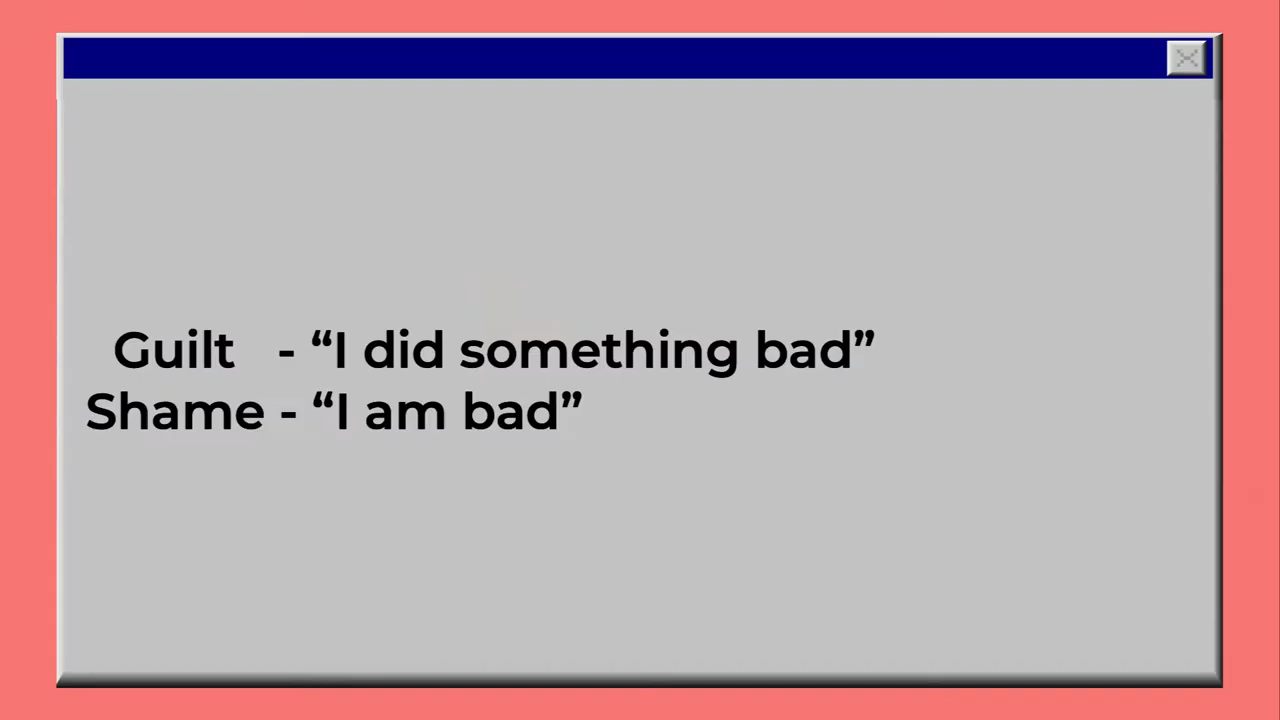 Guilt - “I did something bad”
Shame - “I am bad”